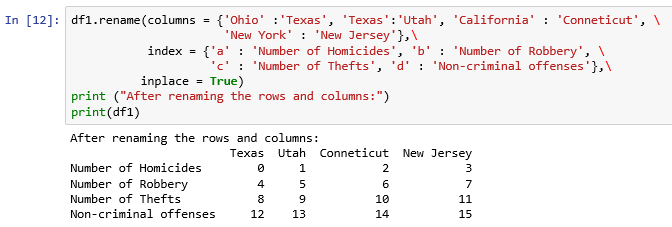 In [12]: df1.rename(columns = {'Ohio' :'Texas', 'Texas':'Utah', 'California' : 'Conneticut', \
'New York' : 'New Jersey'},\
index = {'a' : 'Number of Homicides', 'b' : 'Number of Robbery', \
'c' : 'Number of Thefts', 'd' : 'Non-criminal offenses'},\
inplace = True)
print ("After renaming the rows and columns:")
print(df1)
After renaming the rows and columns:
Texas Utah Conneticut New Jersey
Number of Homicides 0 1 2 3
Number of Robbery 4 5 6 7
Number of Thefts 8 9 10 11
Non-criminal offenses 12 13 14 15